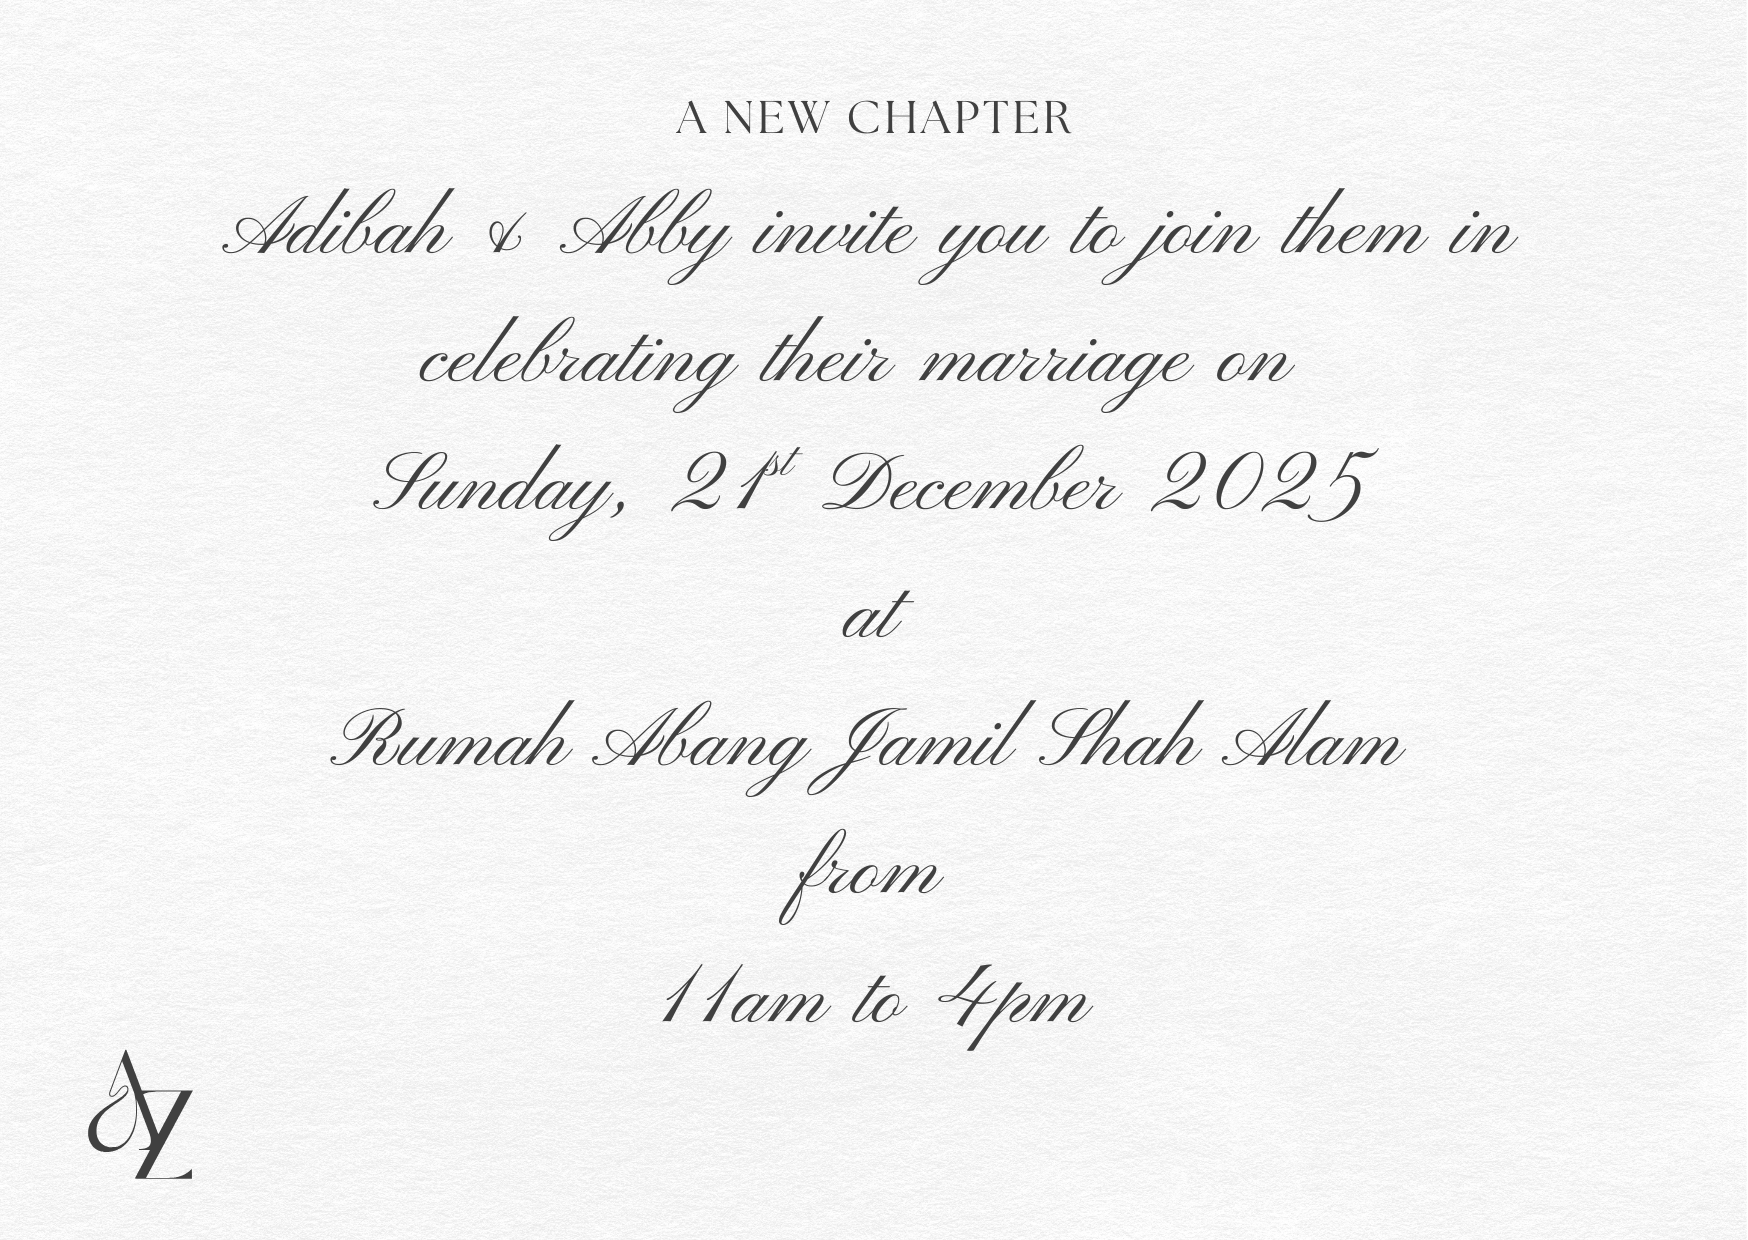 A NEW CHAPTER
Adibah & Abby invite you to join them in
celebrating their marriage on
Sunday, 21st December 2025
at
Rumah Abang Jamil Shah Alam
from
11am to 4pm
AZ